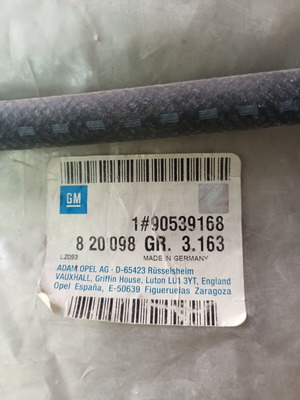 GM
1#90539168
8 20 098 GR. 3.163
LZ093 MADE IN GERMANY
ADAM OPEL AG · D-65423 Rüsselsheim
VAUXHALL, Griffin House, Luton LU1 3YT, England
Opel España, E-50639 Figueruelas Zaragoza